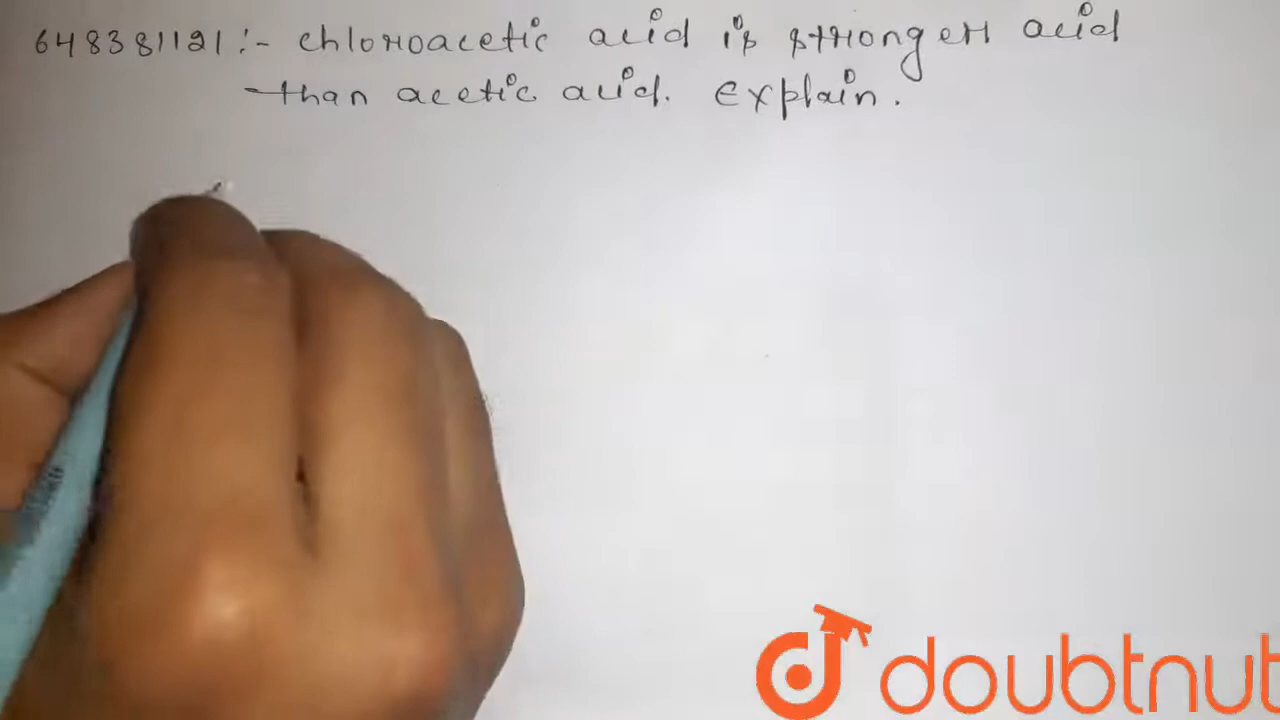 648381121:- chloroacetic acid is stronger acid
than acetic acid. Explain.
doubtnut